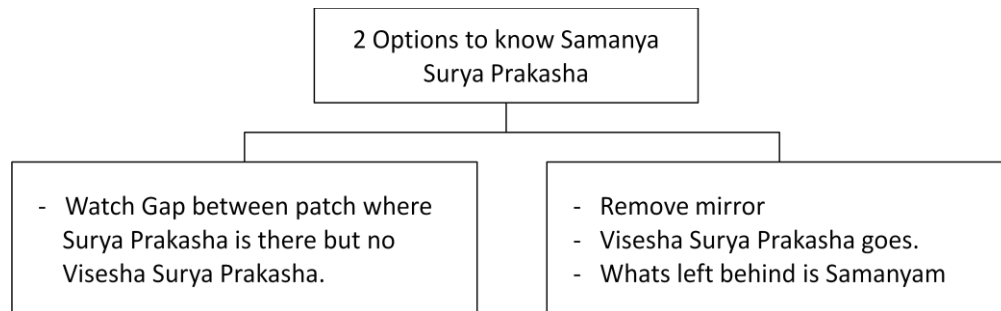 2 Options to know Samanya
Surya Prakasha
- Watch Gap between patch where
Surya Prakasha is there but no
Visesha Surya Prakasha.
- Remove mirror
- Visesha Surya Prakasha goes.
- Whats left behind is Samanyam